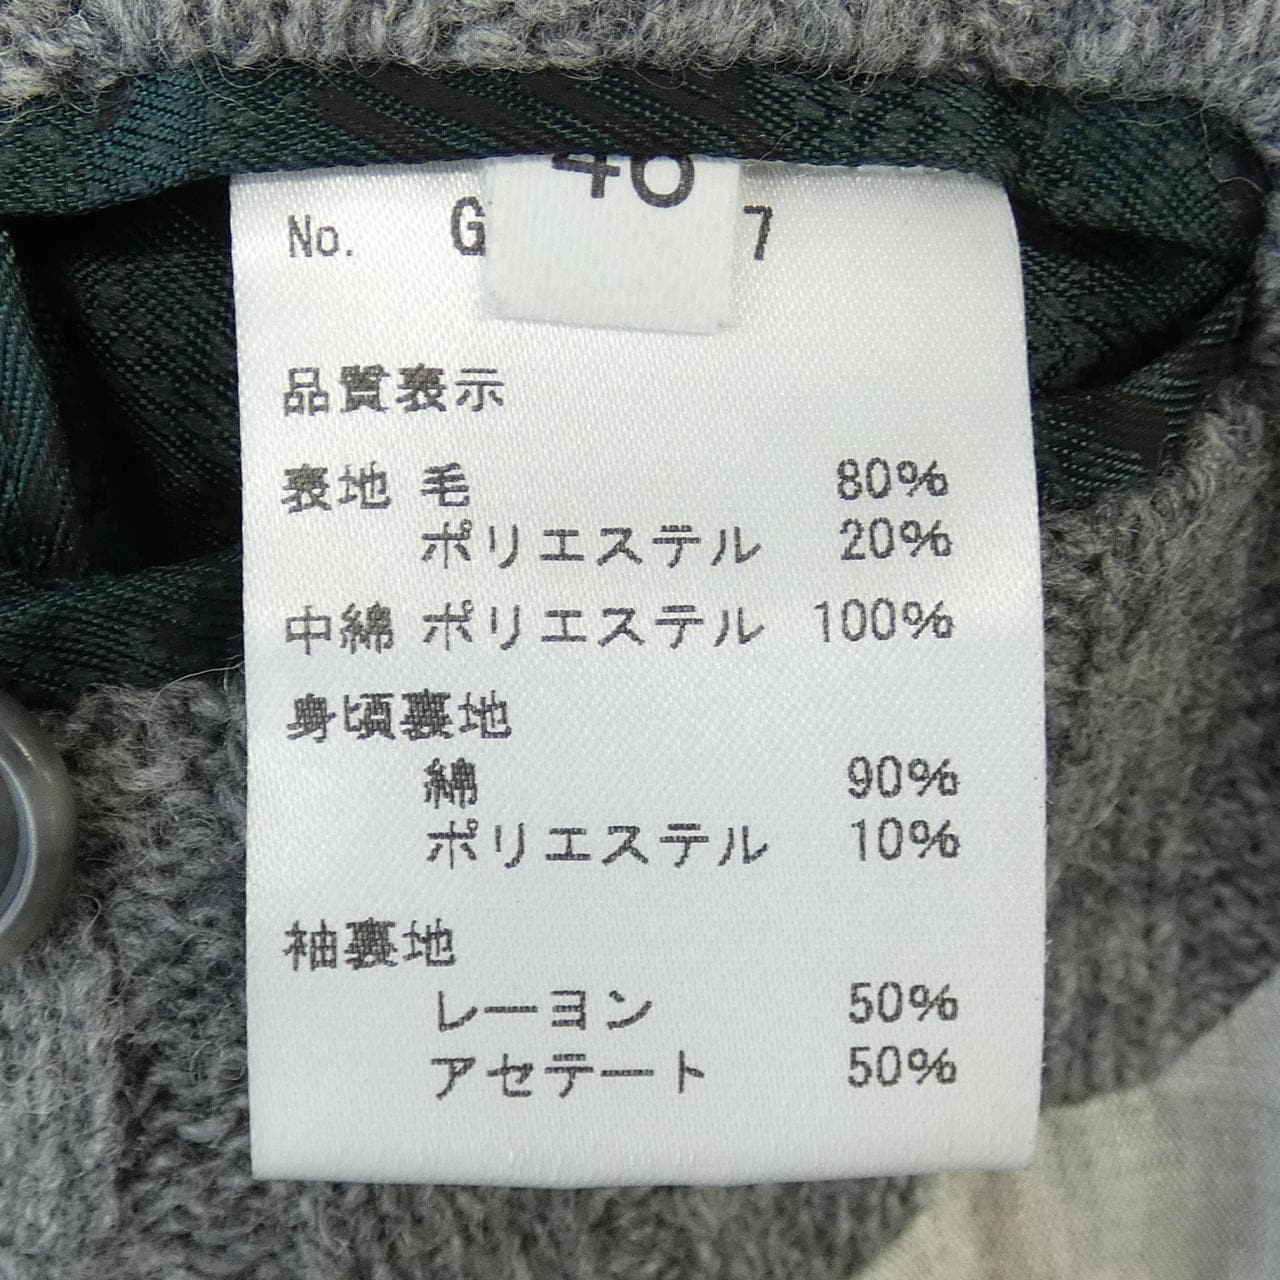 46
No. G 7
品質表示
表地 毛 80%
ポリエステル 20%
中綿 ポリエステル 100%
身頃裏地
綿 90%
ポリエステル 10%
袖裏地
レーヨン 50%
アセテート 50%